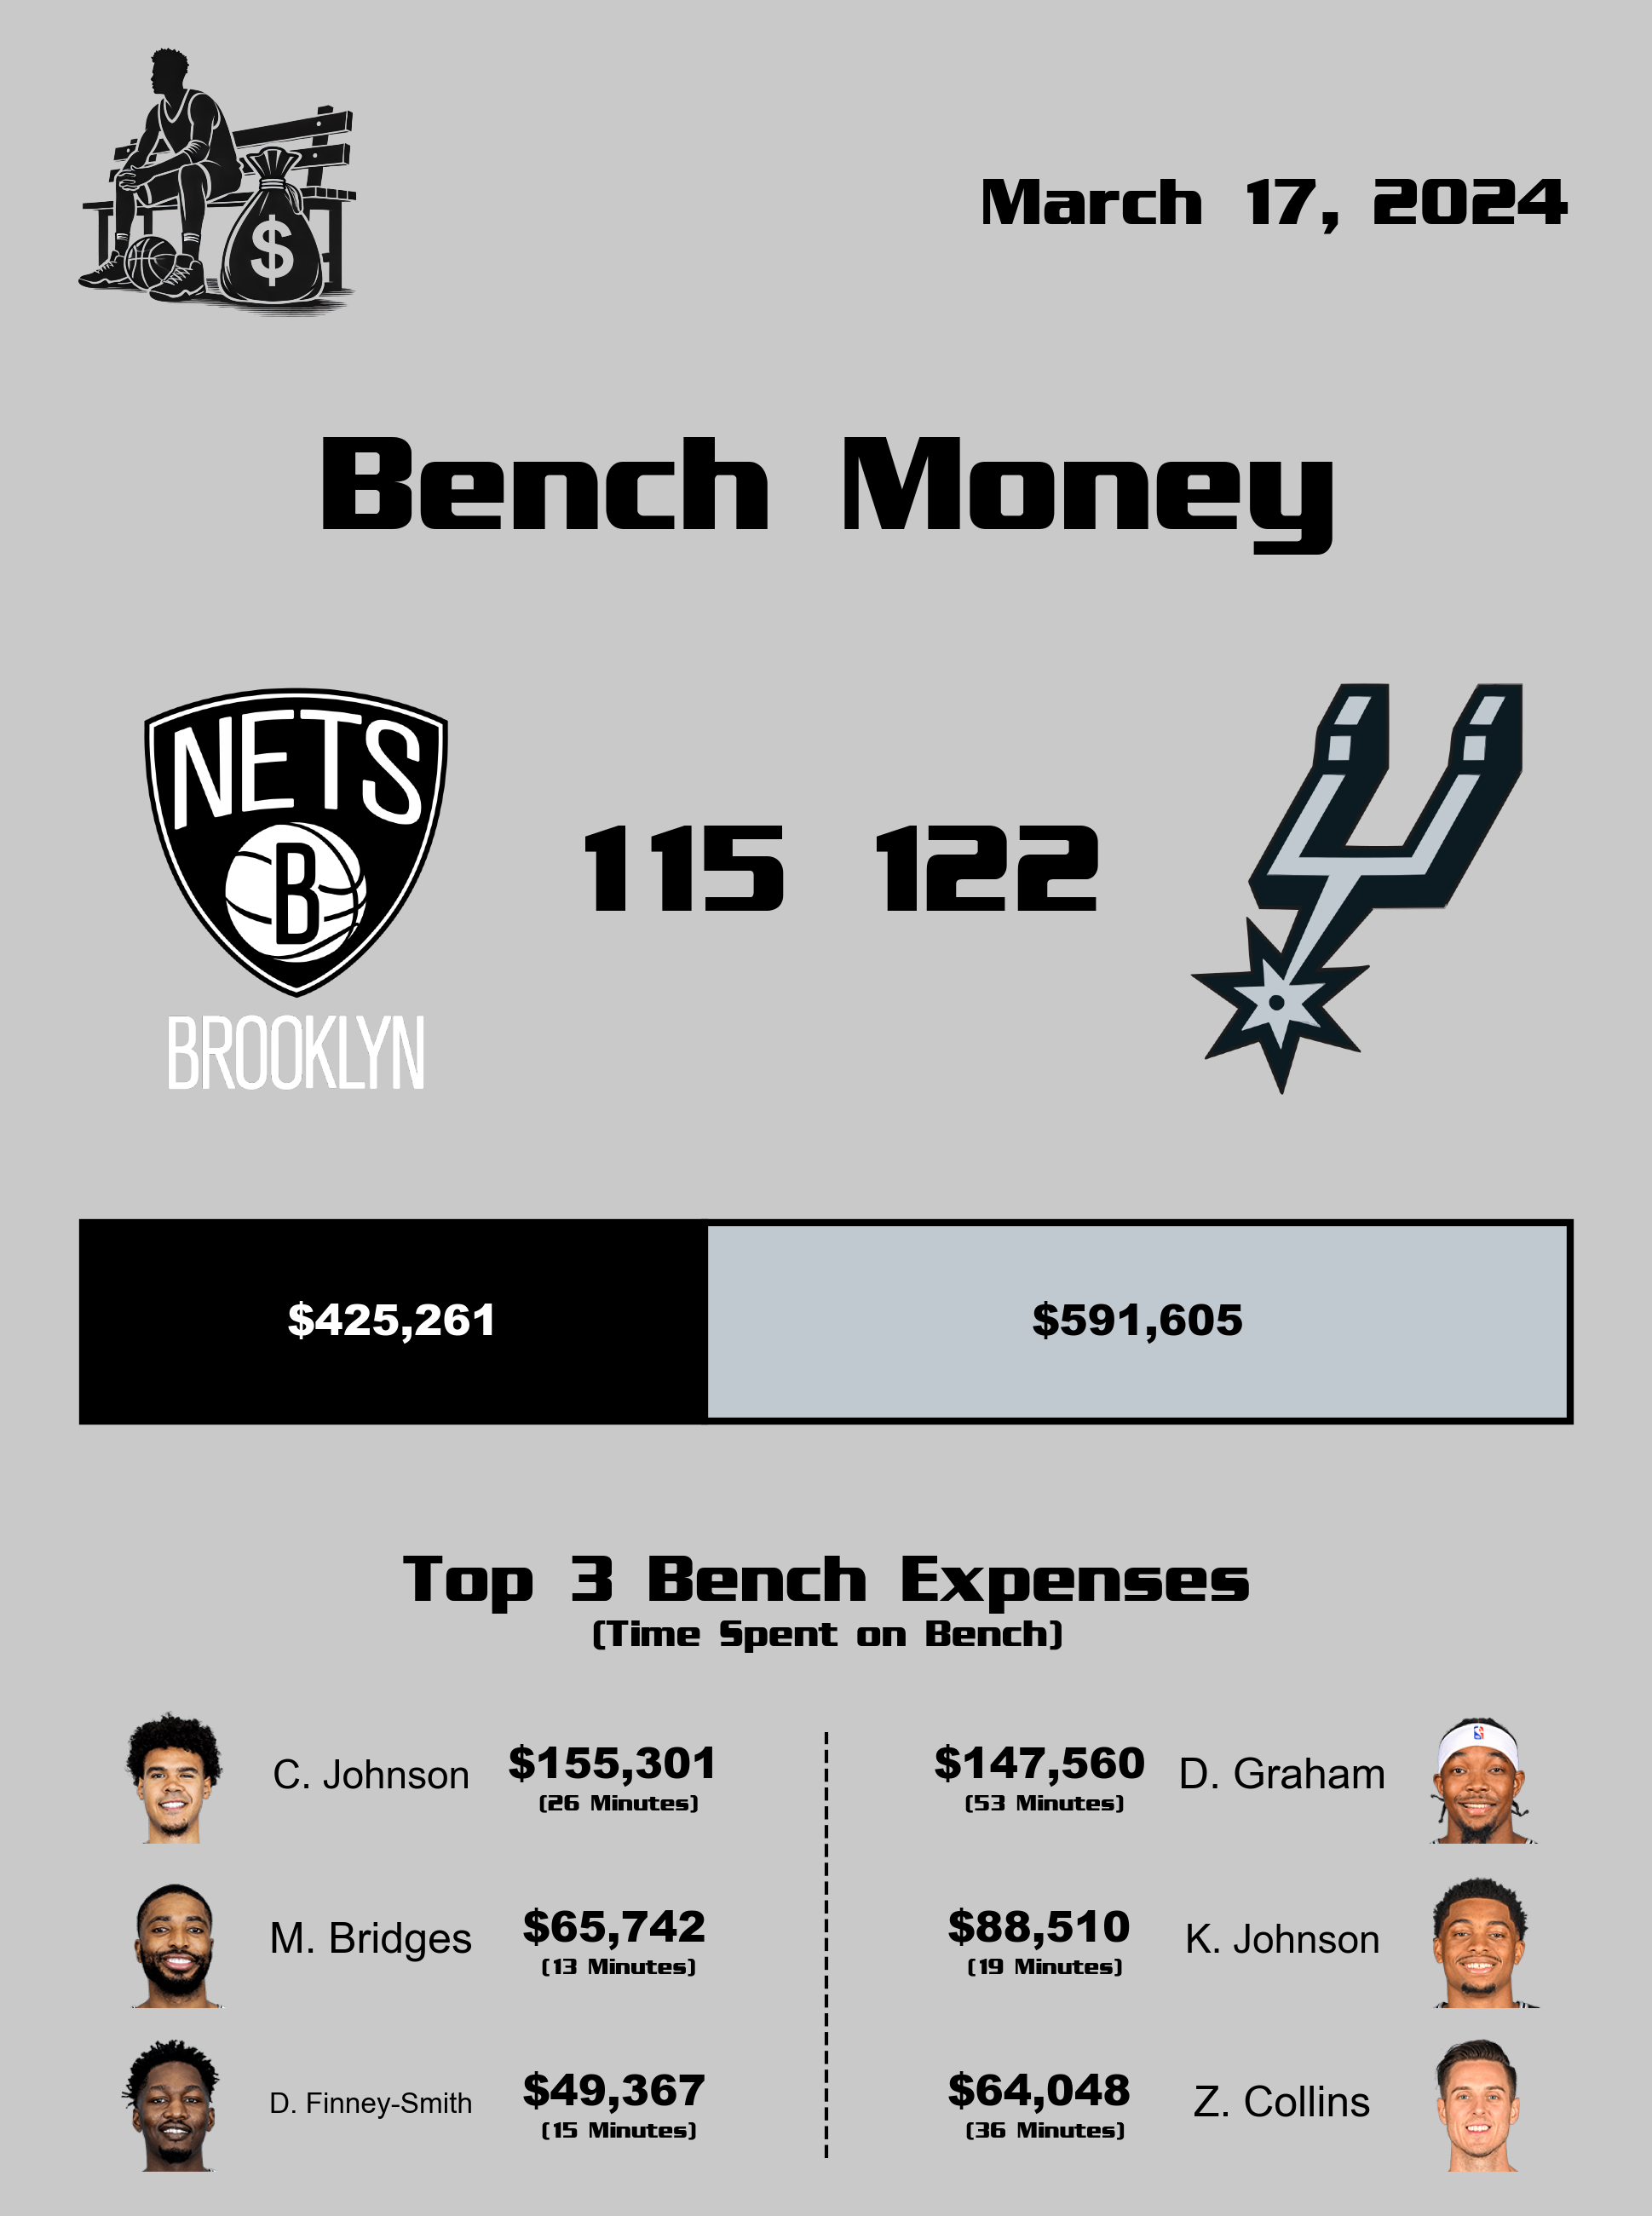 $
March 17, 2024
Bench Money
NETS
B
BROOKLYN
115 122
$425,261 $591,605
Top 3 Bench Expenses
(Time Spent on Bench)
C. Johnson $155,301 $147,560 D. Graham
(26 Minutes) (53 Minutes)
M. Bridges $65,742 $88,510 K. Johnson
(13 Minutes) (19 Minutes)
D. Finney-Smith $49,367 $64,048 Z. Collins
(15 Minutes) (36 Minutes)